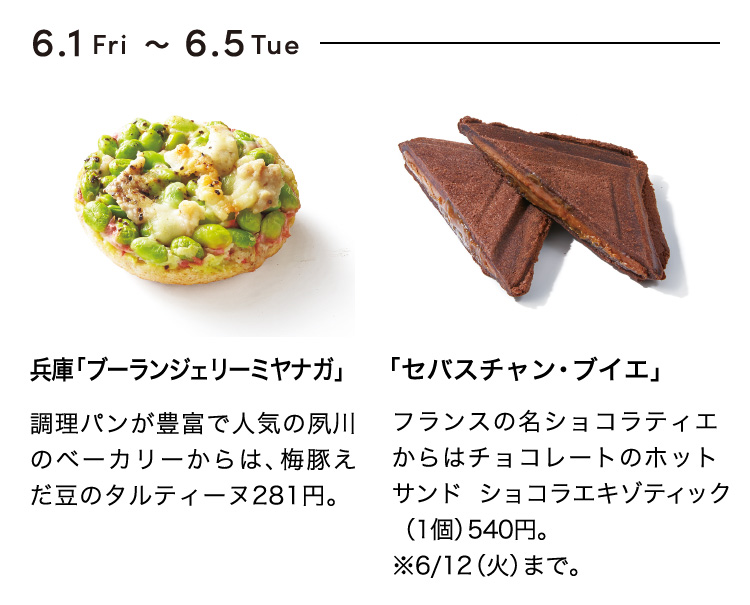 6.1 Fri ～ 6.5 Tue
兵庫「ブーランジェリーミヤナガ」
調理パンが豊富で人気の夙川
のベーカリーからは、梅豚え
だ豆のタルティーヌ281円。
「セバスチャン・ブイエ」
フランスの名ショコラティエ
からはチョコレートのホット
サンド ショコラエキゾティック
（1個）540円。
※6/12（火）まで。